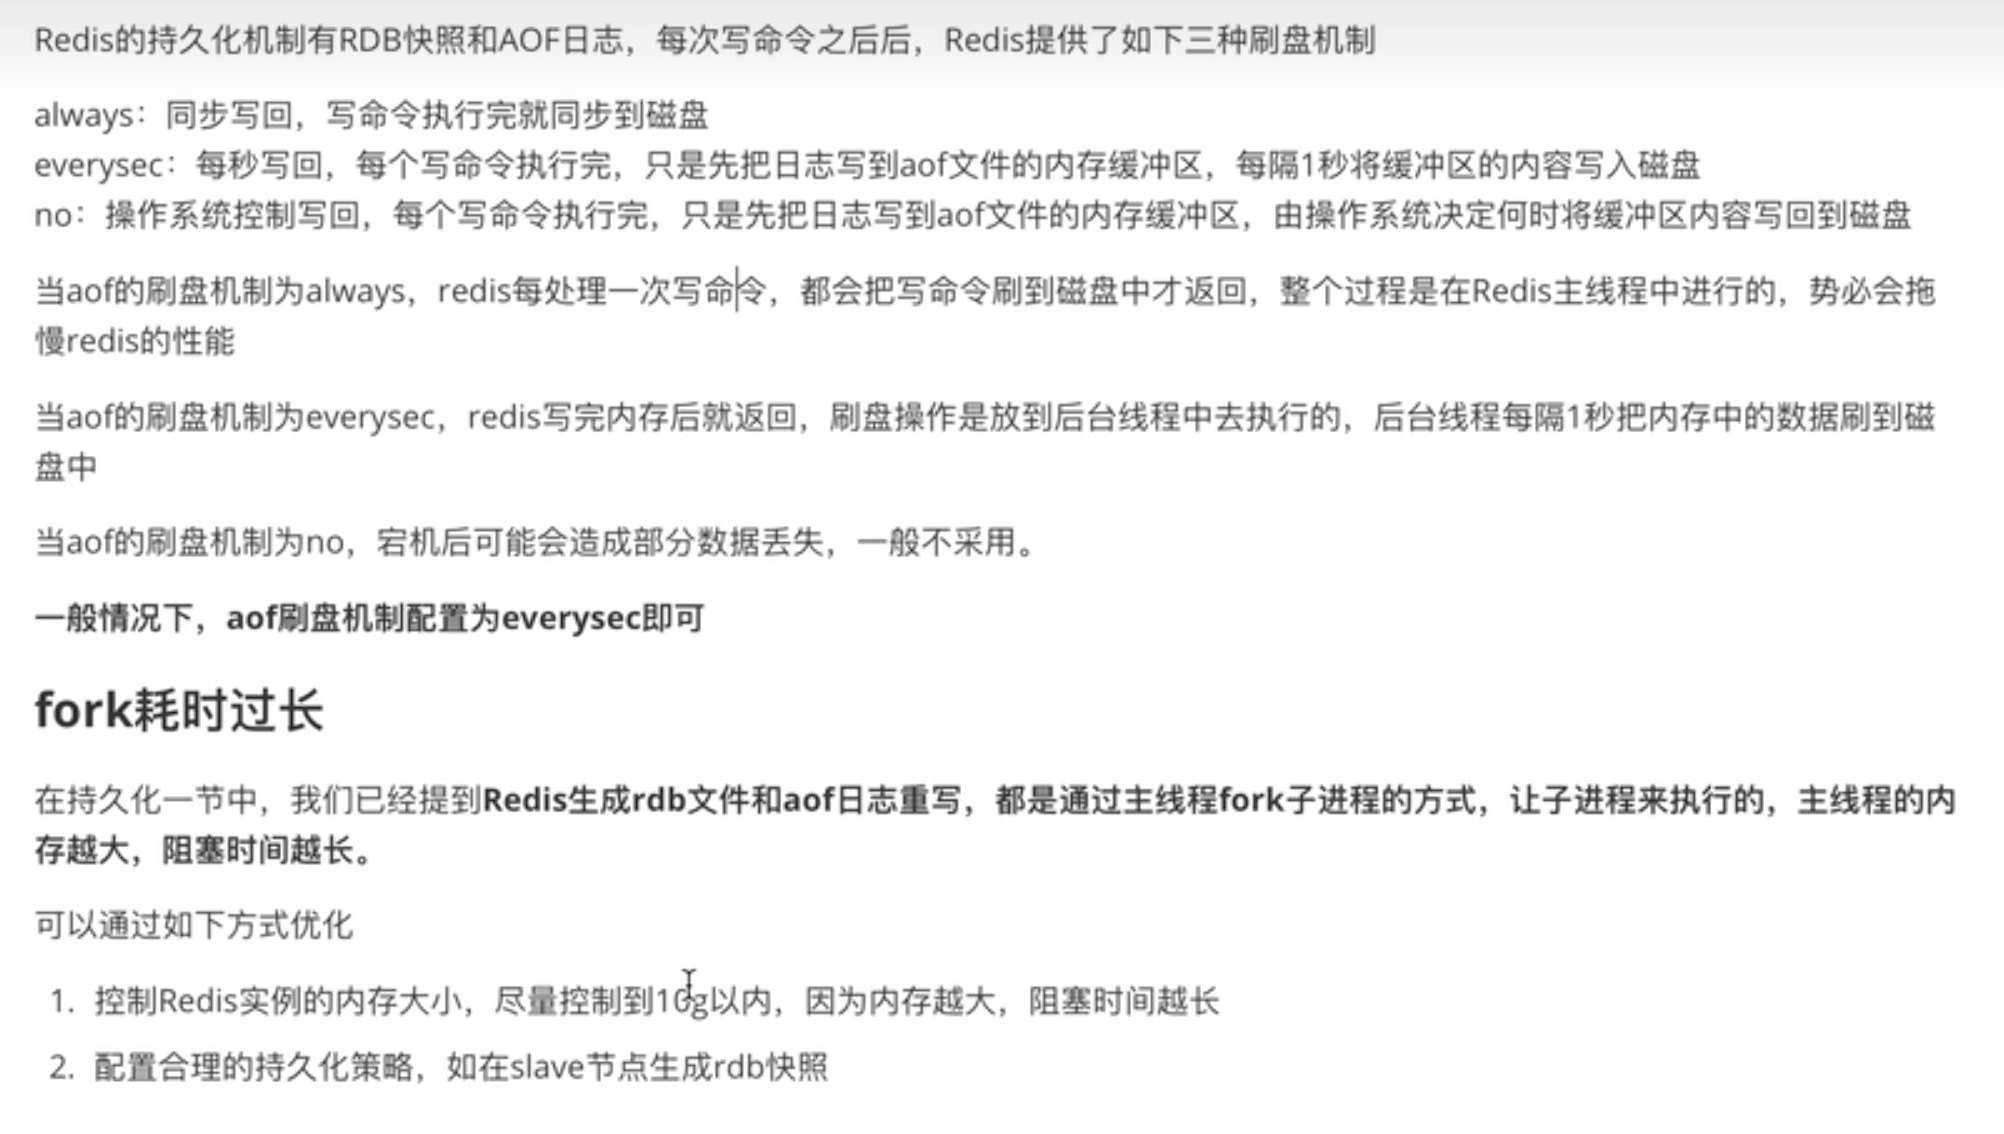 Redis的持久化机制有RDB快照和AOF日志，每次写命令之后后，Redis提供了如下三种刷盘机制
always：同步写回，写命令执行完就同步到磁盘
everysec：每秒写回，每个写命令执行完，只是先把日志写到aof文件的内存缓冲区，每隔1秒将缓冲区的内容写入磁盘
no：操作系统控制写回，每个写命令执行完，只是先把日志写到aof文件的内存缓冲区，由操作系统决定何时将缓冲区内容写回到磁盘
当aof的刷盘机制为always，redis每处理一次写命令，都会把写命令刷到磁盘中才返回，整个过程是在Redis主线程中进行的，势必会拖
慢redis的性能
当aof的刷盘机制为everysec，redis写完内存后就返回，刷盘操作是放到后台线程中去执行的，后台线程每隔1秒把内存中的数据刷到磁
盘中
当aof的刷盘机制为no，宕机后可能会造成部分数据丢失，一般不采用。
一般情况下，aof刷盘机制配置为everysec即可
fork耗时过长
在持久化一节中，我们已经提到Redis生成rdb文件和aof日志重写，都是通过主线程fork子进程的方式，让子进程来执行的，主线程的内
存越大，阻塞时间越长。
可以通过如下方式优化
1. 控制Redis实例的内存大小，尽量控制到10g以内，因为内存越大，阻塞时间越长
2. 配置合理的持久化策略，如在slave节点生成rdb快照